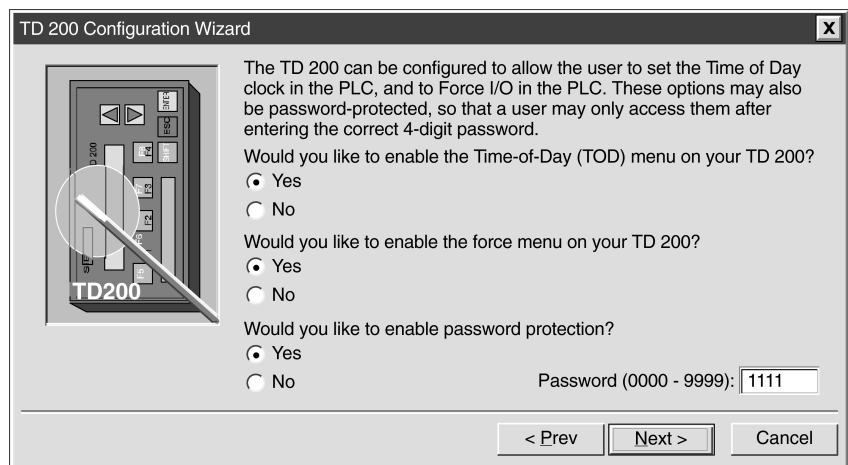 TD 200 Configuration Wizard
X
The TD 200 can be configured to allow the user to set the Time of Day
clock in the PLC, and to Force I/O in the PLC. These options may also
be password-protected, so that a user may only access them after
entering the correct 4-digit password.
Would you like to enable the Time-of-Day (TOD) menu on your TD 200?
Yes
No
Would you like to enable the force menu on your TD 200?
Yes
No
Would you like to enable password protection?
Yes
No
Password (0000 - 9999): 1111
< Prev
Next >
Cancel
ENTER
ESC
F4
SHIFT
F3
F2
F5
TD200